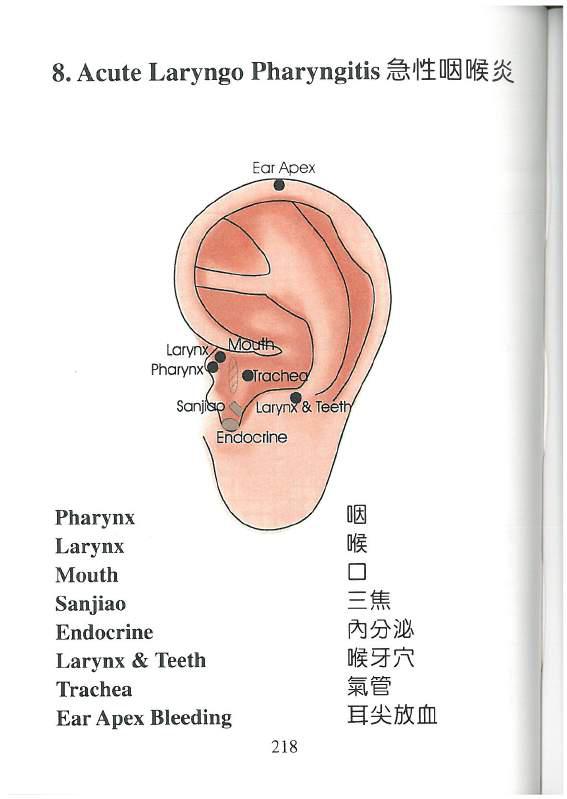 8. Acute Laryngo Pharyngitis 急性咽喉炎
Ear Apex
Larynx
Mouth
Pharynx
Trachea
Sanjiao
Larynx & Teeth
Endocrine
Pharynx 咽
Larynx 喉
Mouth 口
Sanjiao 三焦
Endocrine 內分泌
Larynx & Teeth 喉牙穴
Trachea 氣管
Ear Apex Bleeding 耳尖放血
218